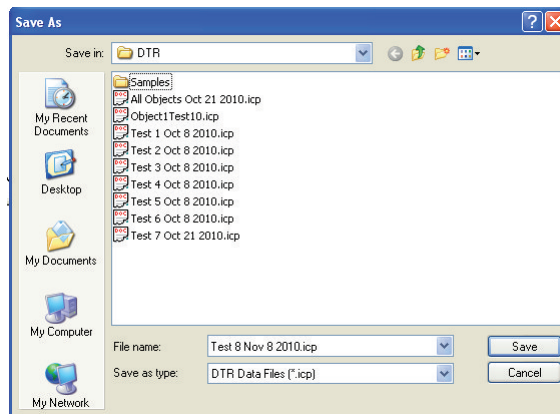 Save As
Save in: DTR
Samples
All Objects Oct 21 2010.icp
Object1Test10.icp
Test 1 Oct 8 2010.icp
Test 2 Oct 8 2010.icp
Test 3 Oct 8 2010.icp
Test 4 Oct 8 2010.icp
Test 5 Oct 8 2010.icp
Test 6 Oct 8 2010.icp
Test 7 Oct 21 2010.icp
My Recent
Documents
Desktop
My Documents
My Computer
My Network
File name: Test 8 Nov 8 2010.icp Save
Save as type: DTR Data Files (*.icp) Cancel